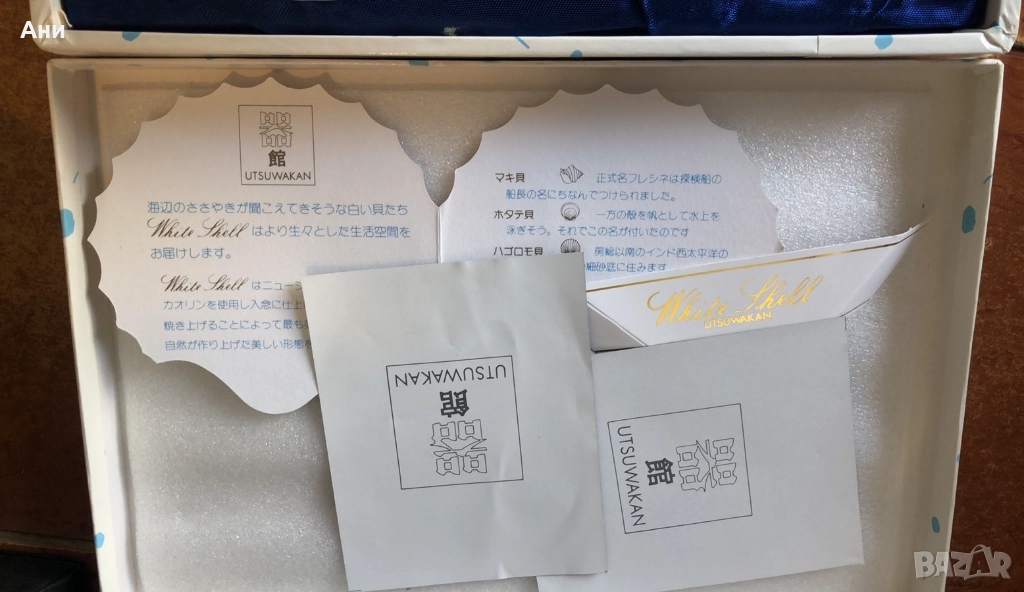 Ани
器
館
UTSUWAKAN
海辺のささやきが聞こえてきそうな白い貝たち
White Shell はより生々とした生活空間を
お届けします。
White Shell はニュー
カオリンを使用し入念に仕上
焼き上げることによって最も
自然が作り上げた美しい形態
マキ貝 正式名フレシネは探検船の
船長の名にちなんでつけられました。
ホタテ貝 一方の殻を帆として水上を
泳ぎそう。それでこの名が付いたのです
ハゴロモ貝 房総以南のインド西太平洋の
細砂底に住みます
White Shell
UTSUWAKAN
UTSUWAKAN
館
器
器
館
UTSUWAKAN
BAZAR